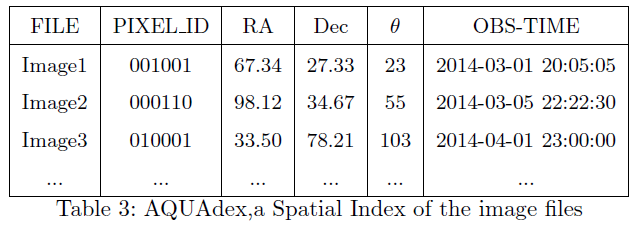 FILE PIXEL_ID RA Dec θ OBS-TIME
Image1 001001 67.34 27.33 23 2014-03-01 20:05:05
Image2 000110 98.12 34.67 55 2014-03-05 22:22:30
Image3 010001 33.50 78.21 103 2014-04-01 23:00:00
... ... ... ... ... ...
Table 3: AQUAdex,a Spatial Index of the image files